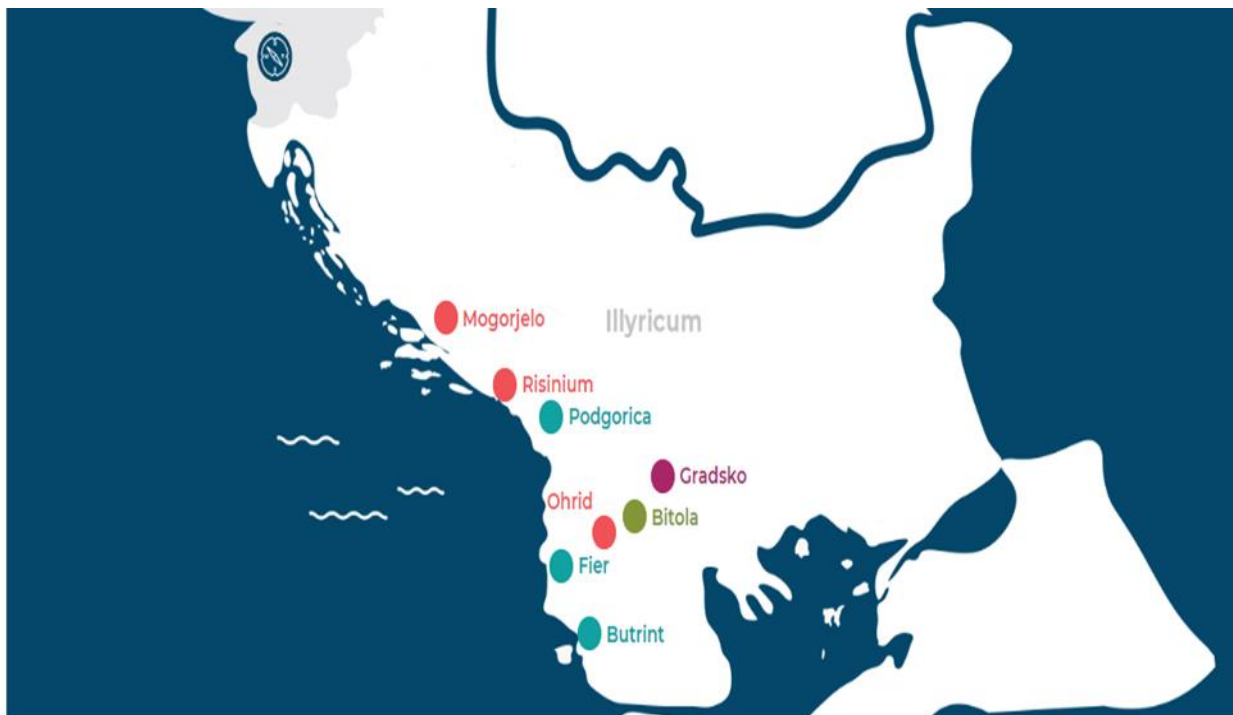 Mogorjelo
Illyricum
Risinium
Podgorica
Gradsko
Ohrid
Bitola
Fier
Butrint